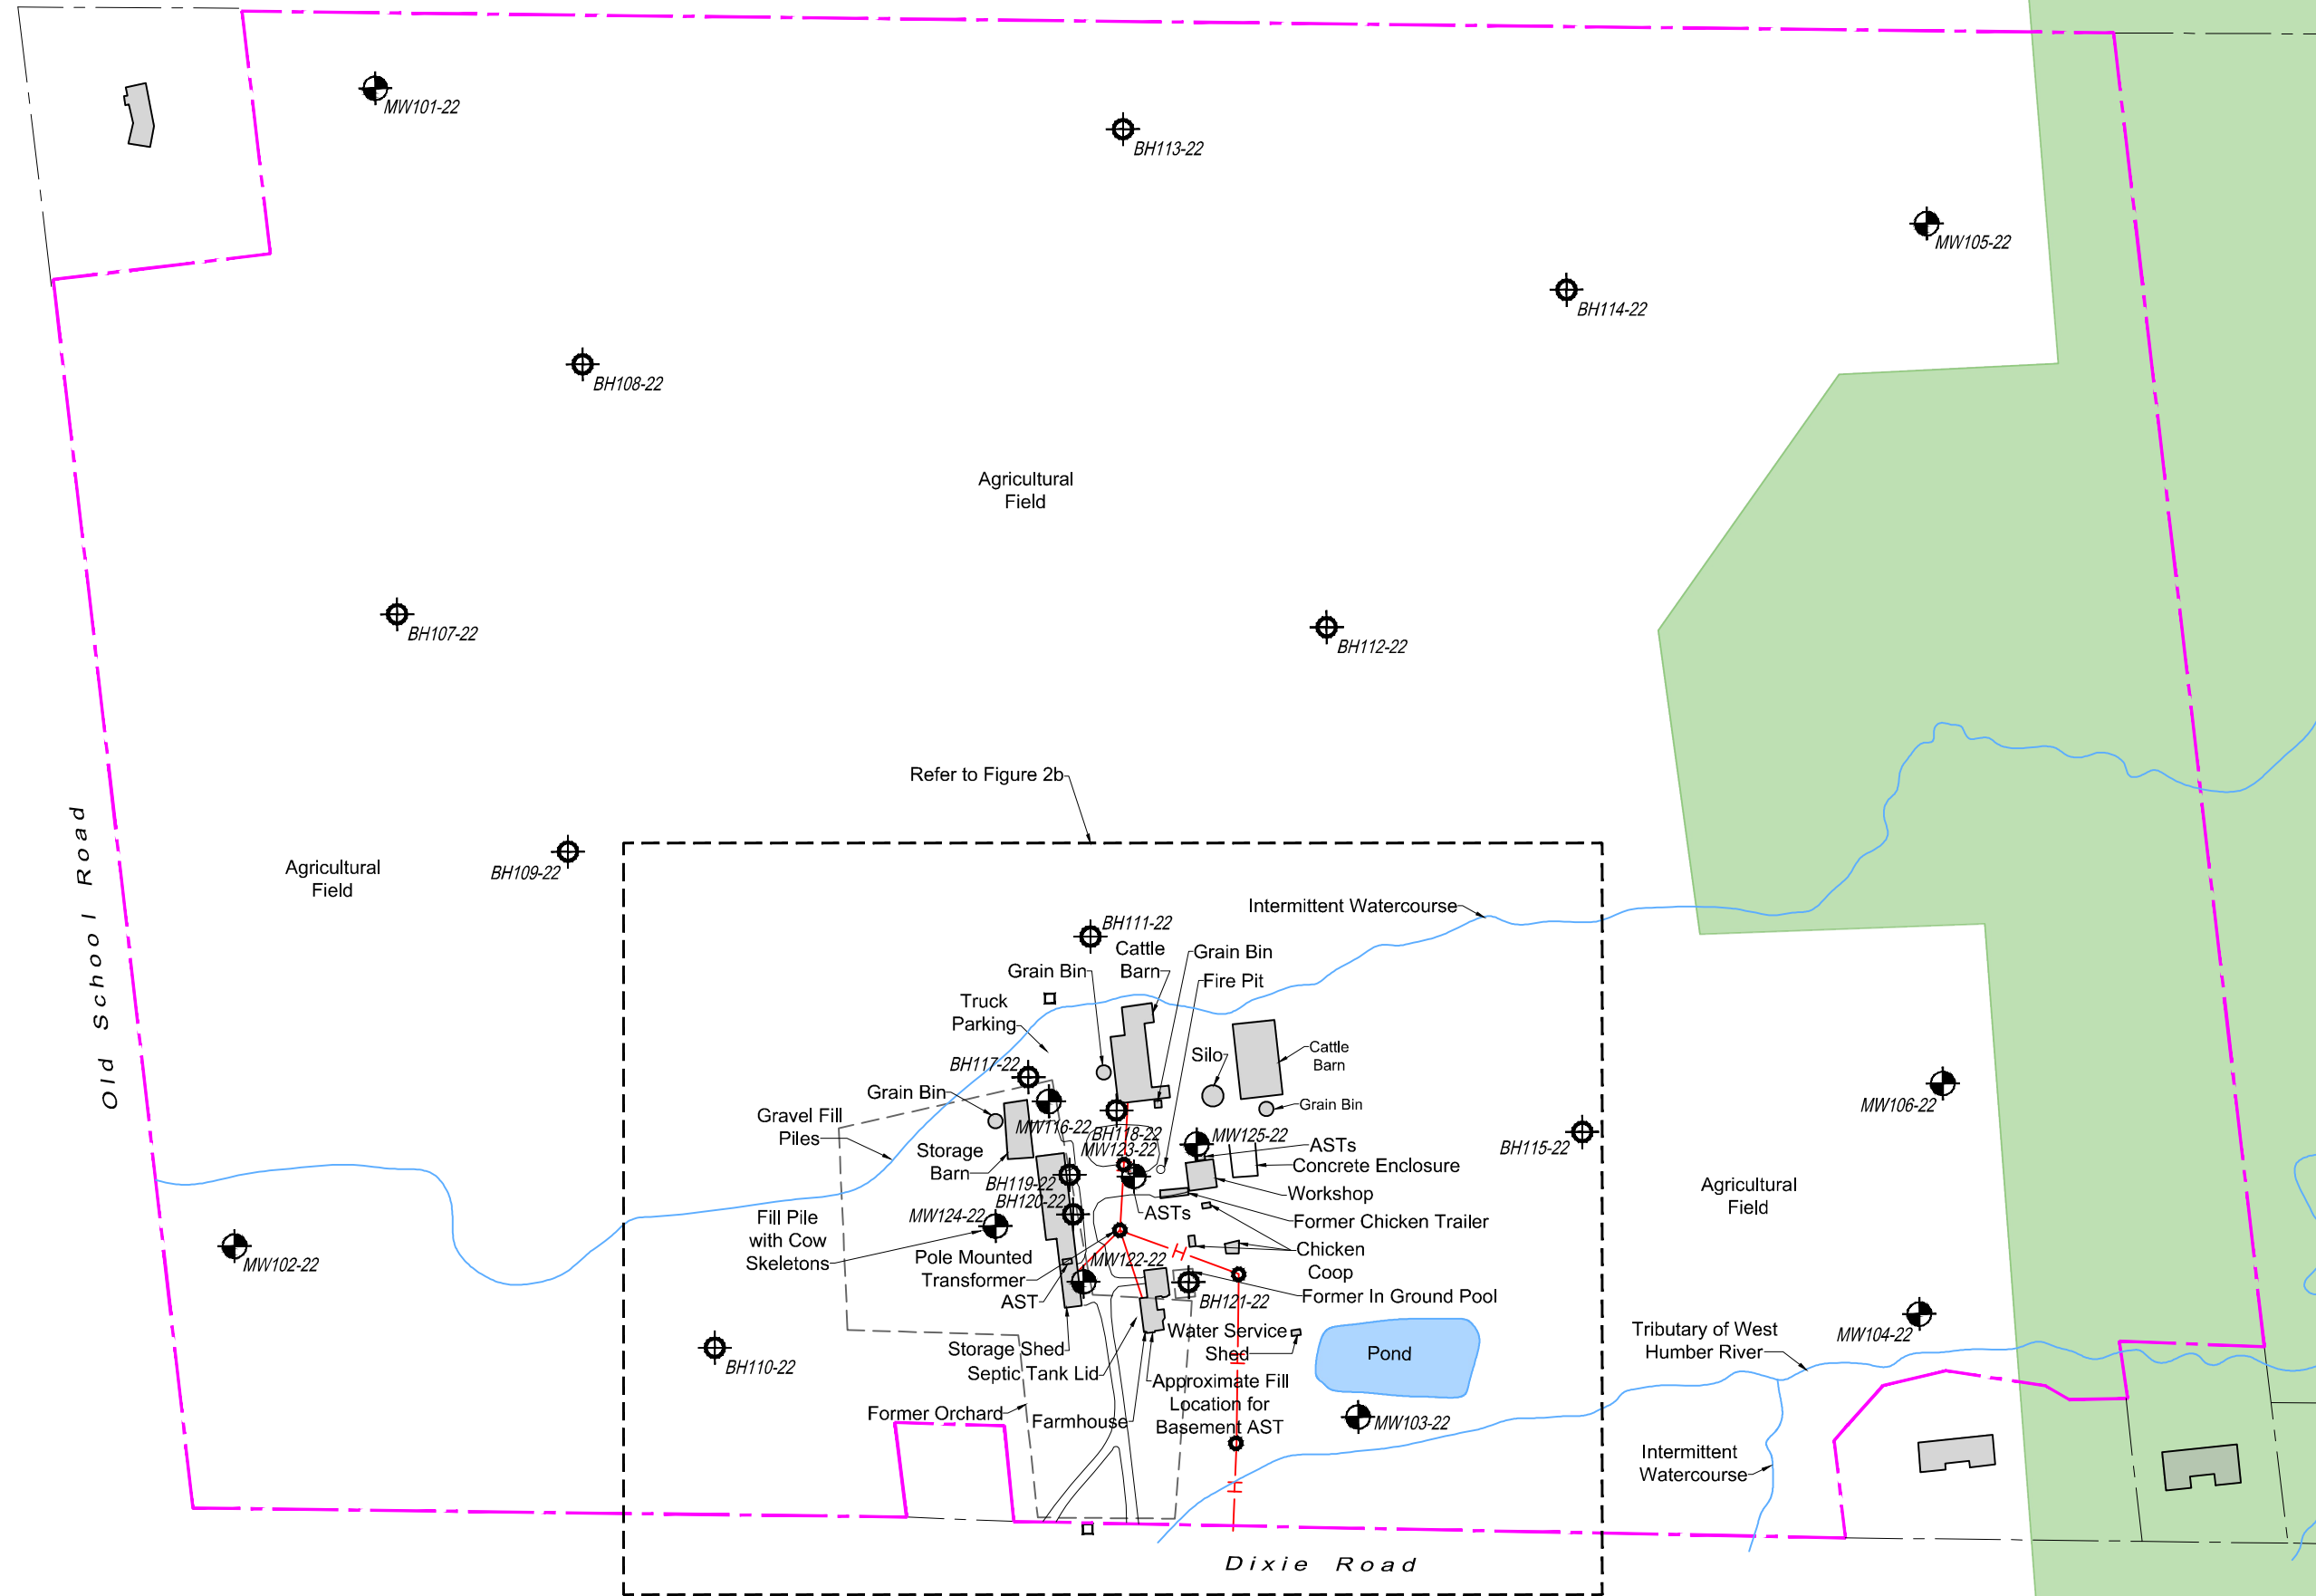 MW101-22
BH113-22
MW105-22
BH114-22
BH108-22
Agricultural
Field
BH107-22
BH112-22
Refer to Figure 2b
Old School Road
Agricultural
Field
BH109-22
Intermittent Watercourse
BH111-22
Cattle
Barn
Grain Bin
Grain Bin
Fire Pit
Truck
Parking
Silo
Cattle
Barn
BH117-22
Grain Bin
Grain Bin
Gravel Fill
Piles
MW116-22
BH118-22
MW125-22
MW106-22
Storage
Barn
MW123-22
ASTs
BH115-22
Concrete Enclosure
BH119-22
Workshop
Agricultural
Field
BH120-22
ASTs
Former Chicken Trailer
MW124-22
Fill Pile
with Cow
Skeletons
Chicken
Coop
MW102-22
Pole Mounted
Transformer
MW122-22
AST
BH121-22
Former In Ground Pool
Water Service
Shed
Tributary of West
Humber River
MW104-22
Storage Shed
Pond
BH110-22
Septic Tank Lid
Approximate Fill
Location for
Basement AST
Former Orchard
Farmhouse
MW103-22
Intermittent
Watercourse
Dixie Road